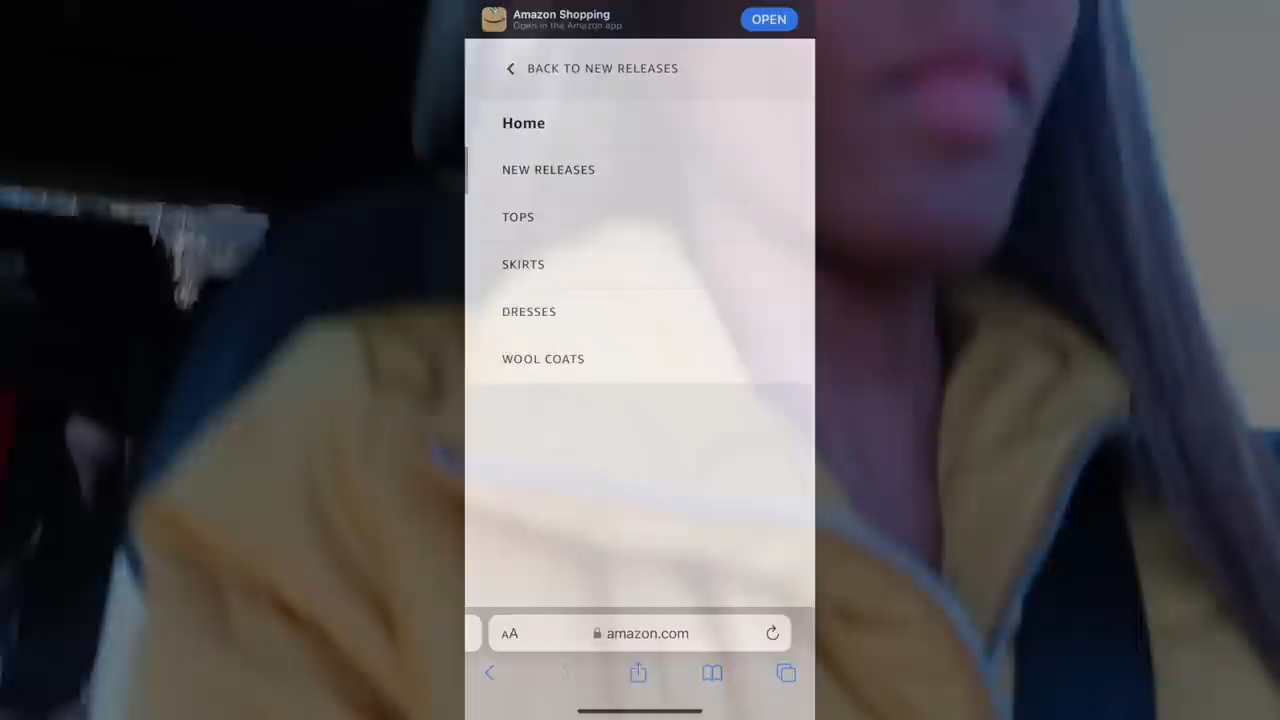 Amazon Shopping
Open in the Amazon app
OPEN
BACK TO NEW RELEASES
Home
NEW RELEASES
TOPS
SKIRTS
DRESSES
WOOL COATS
AA
amazon.com